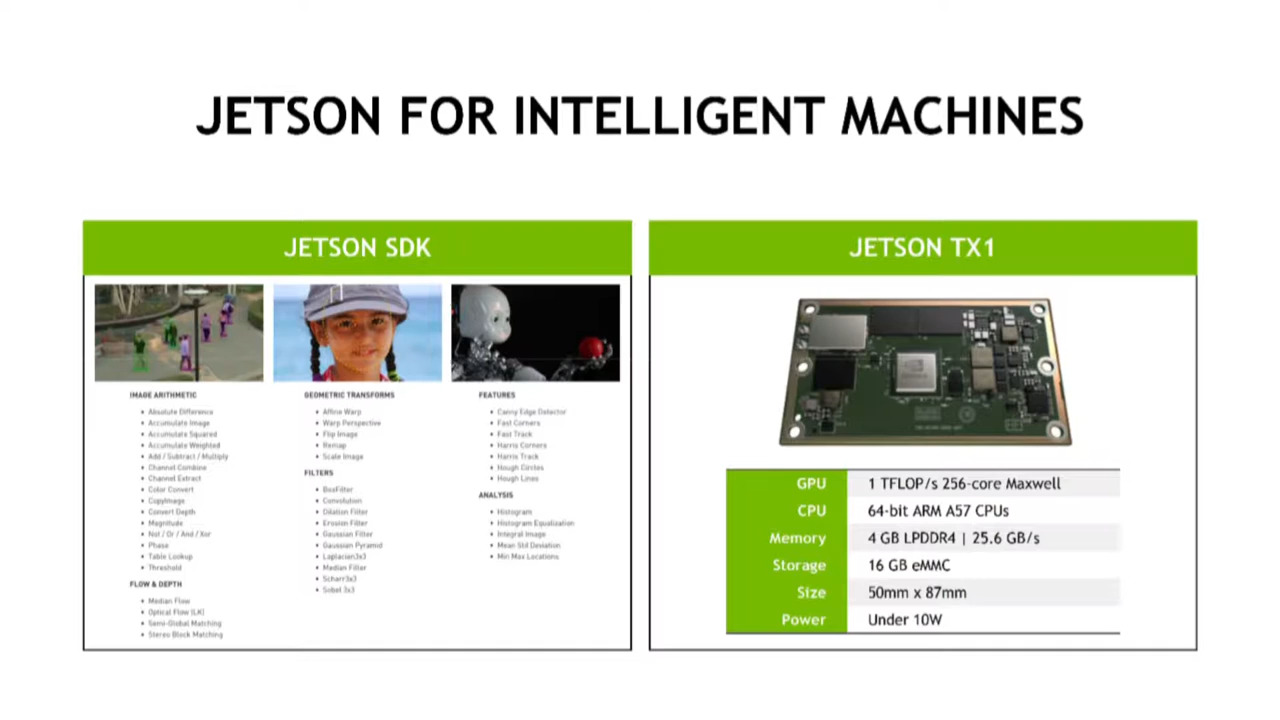 JETSON FOR INTELLIGENT MACHINES
JETSON SDK
IMAGE ARITHMETIC
• Absolute Difference
• Accumulate Image
• Accumulate Squared
• Accumulate Weighted
• Add / Subtract / Multiply
• Channel Combine
• Channel Extract
• Color Convert
• CopyImage
• Convert Depth
• Magnitude
• Not / Or / And / Xor
• Phase
• Table Lookup
• Threshold
FLOW & DEPTH
• Median Flow
• Optical Flow (LK)
• Semi-Global Matching
• Stereo Block Matching
GEOMETRIC TRANSFORMS
• Affine Warp
• Warp Perspective
• Flip Image
• Remap
• Scale Image
FILTERS
• BoxFilter
• Convolution
• Dilation Filter
• Erosion Filter
• Gaussian Filter
• Gaussian Pyramid
• Laplacian3x3
• Median Filter
• Scharr3x3
• Sobel 3x3
FEATURES
• Canny Edge Detector
• Fast Corners
• Fast Track
• Harris Corners
• Harris Track
• Hough Circles
• Hough Lines
ANALYSIS
• Histogram
• Histogram Equalization
• Integral Image
• Mean Std Deviation
• Min Max Locations
JETSON TX1
GPU 1 TFLOP/s 256-core Maxwell
CPU 64-bit ARM A57 CPUs
Memory 4 GB LPDDR4 | 25.6 GB/s
Storage 16 GB eMMC
Size 50mm x 87mm
Power Under 10W